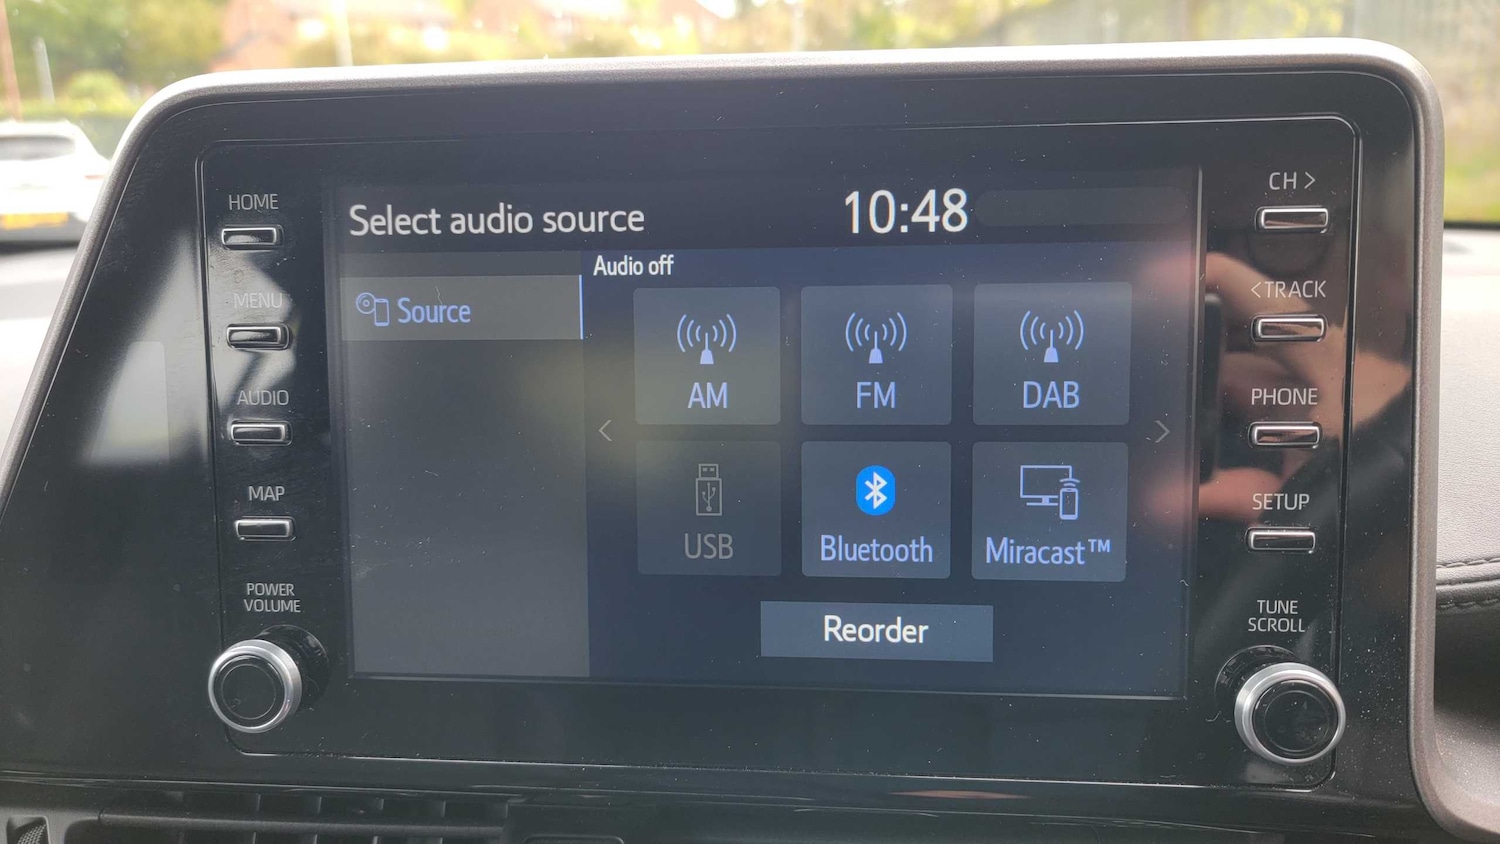 HOME
MENU
AUDIO
MAP
POWER
VOLUME
Select audio source
10:48
Source
Audio off
AM
FM
DAB
USB
Bluetooth
Miracast™
Reorder
CH >
< TRACK
PHONE
SETUP
TUNE
SCROLL